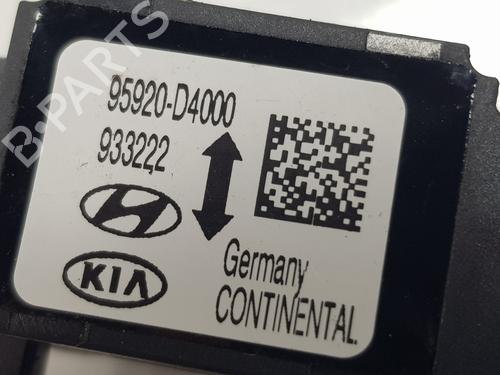 95920-D4000
933222
KIA
Germany
CONTINENTAL
B-PARTS